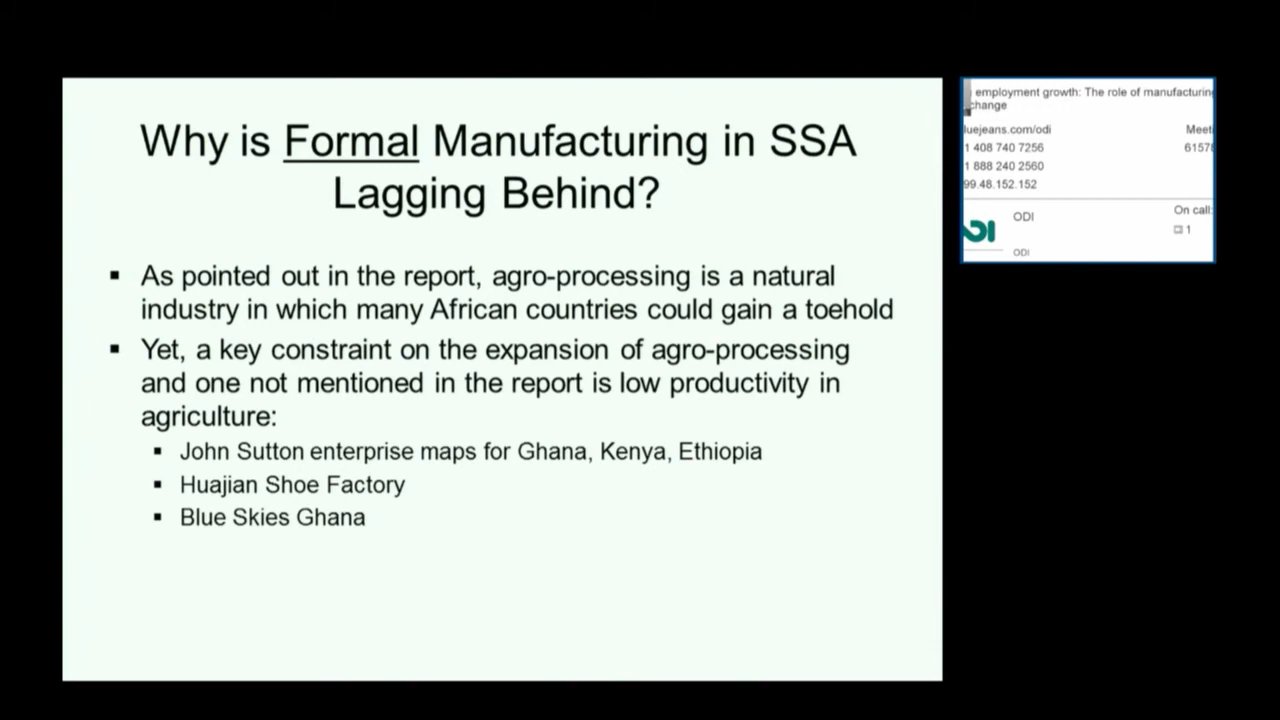 Why is Formal Manufacturing in SSA
Lagging Behind?
▪ As pointed out in the report, agro-processing is a natural
industry in which many African countries could gain a toehold
▪ Yet, a key constraint on the expansion of agro-processing
and one not mentioned in the report is low productivity in
agriculture:
▪ John Sutton enterprise maps for Ghana, Kenya, Ethiopia
▪ Huajian Shoe Factory
▪ Blue Skies Ghana
employment growth: The role of manufacturing
change
luejeans.com/odi
Meeti
1 408 740 7256
6157
1 888 240 2560
99.48.152.152
ODI
On call:
1
ODI